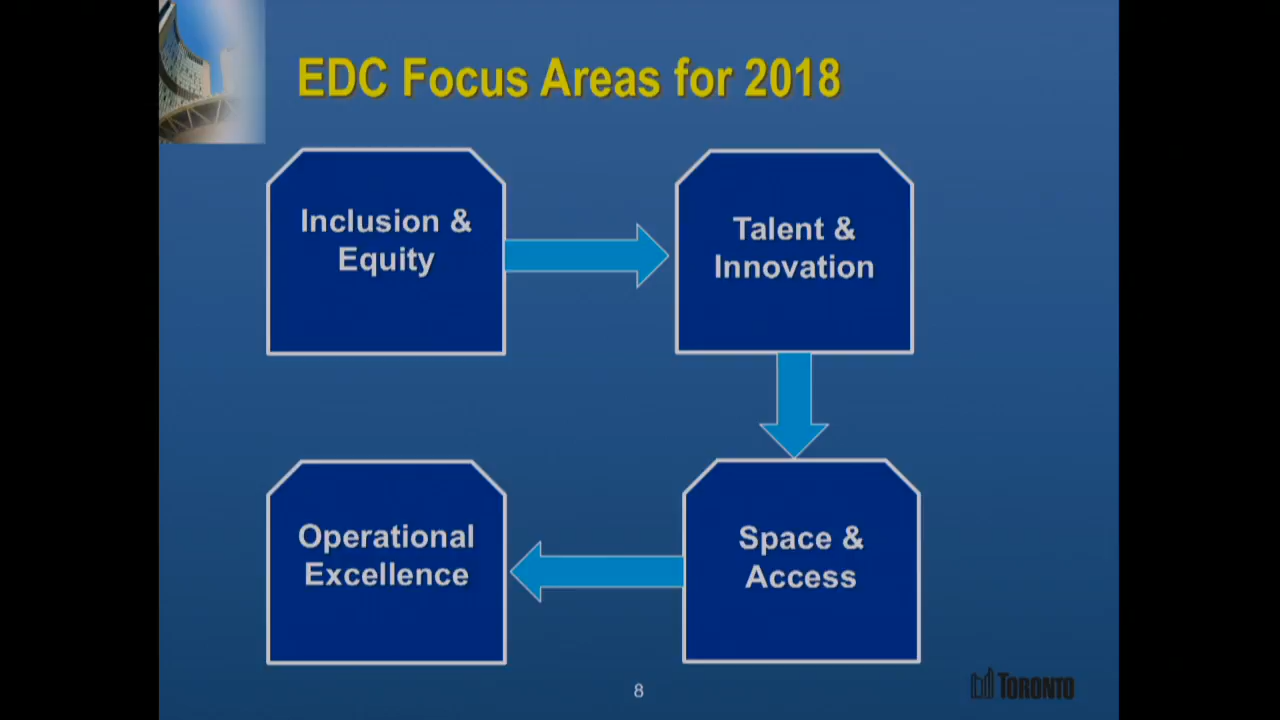 EDC Focus Areas for 2018
Inclusion &
Equity
Talent &
Innovation
Operational
Excellence
Space &
Access
8
TORONTO